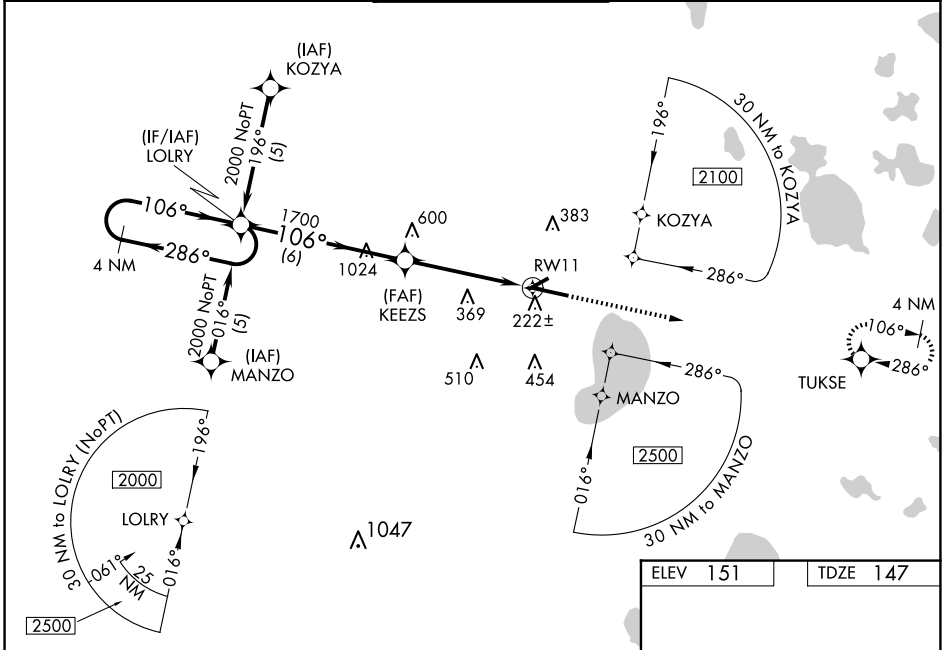 (IAF)
KOZYA
2000 NoPT
196°
(5)
(IF/IAF)
LOLRY
106°
286°
4 NM
1700
106°
(6)
1024
600
(FAF)
KEEZS
369
383
RW11
222±
510
454
2000 NoPT
016°
(5)
(IAF)
MANZO
30 NM to KOZYA
196°
2100
KOZYA
286°
4 NM
106°
286°
TUKSE
286°
MANZO
2500
016°
30 NM to MANZO
30 NM to LOLRY (NoPT)
196°
2000
LOLRY
016°
061°
25
NM
2500
1047
ELEV 151
TDZE 147